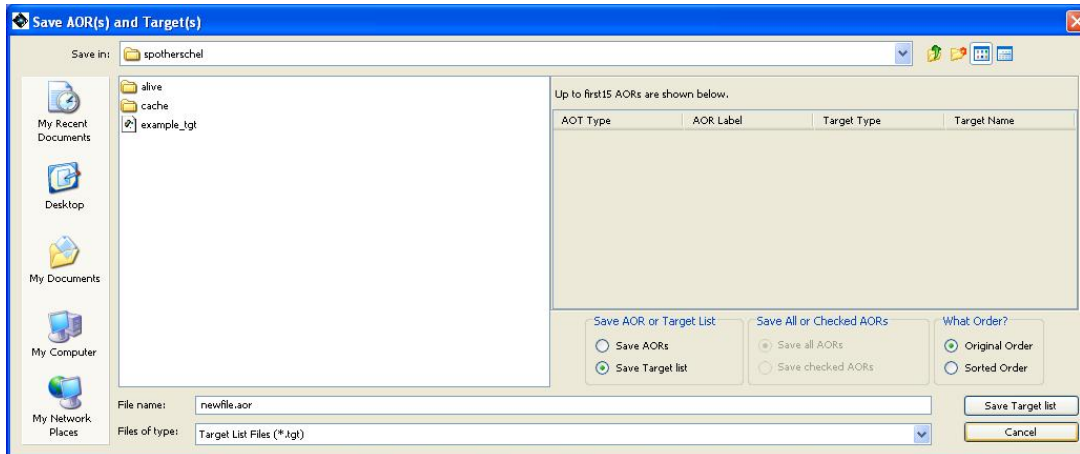 Save AOR(s) and Target(s)
Save in: spotherschel
My Recent
Documents
Desktop
My Documents
My Computer
My Network
Places
alive
cache
example_tgt
Up to first15 AORs are shown below.
AOT Type AOR Label Target Type Target Name
Save AOR or Target List
Save AORs
Save Target list
Save All or Checked AORs
Save all AORs
Save checked AORs
What Order?
Original Order
Sorted Order
File name: newfile.aor
Save Target list
Files of type: Target List Files (*.tgt)
Cancel